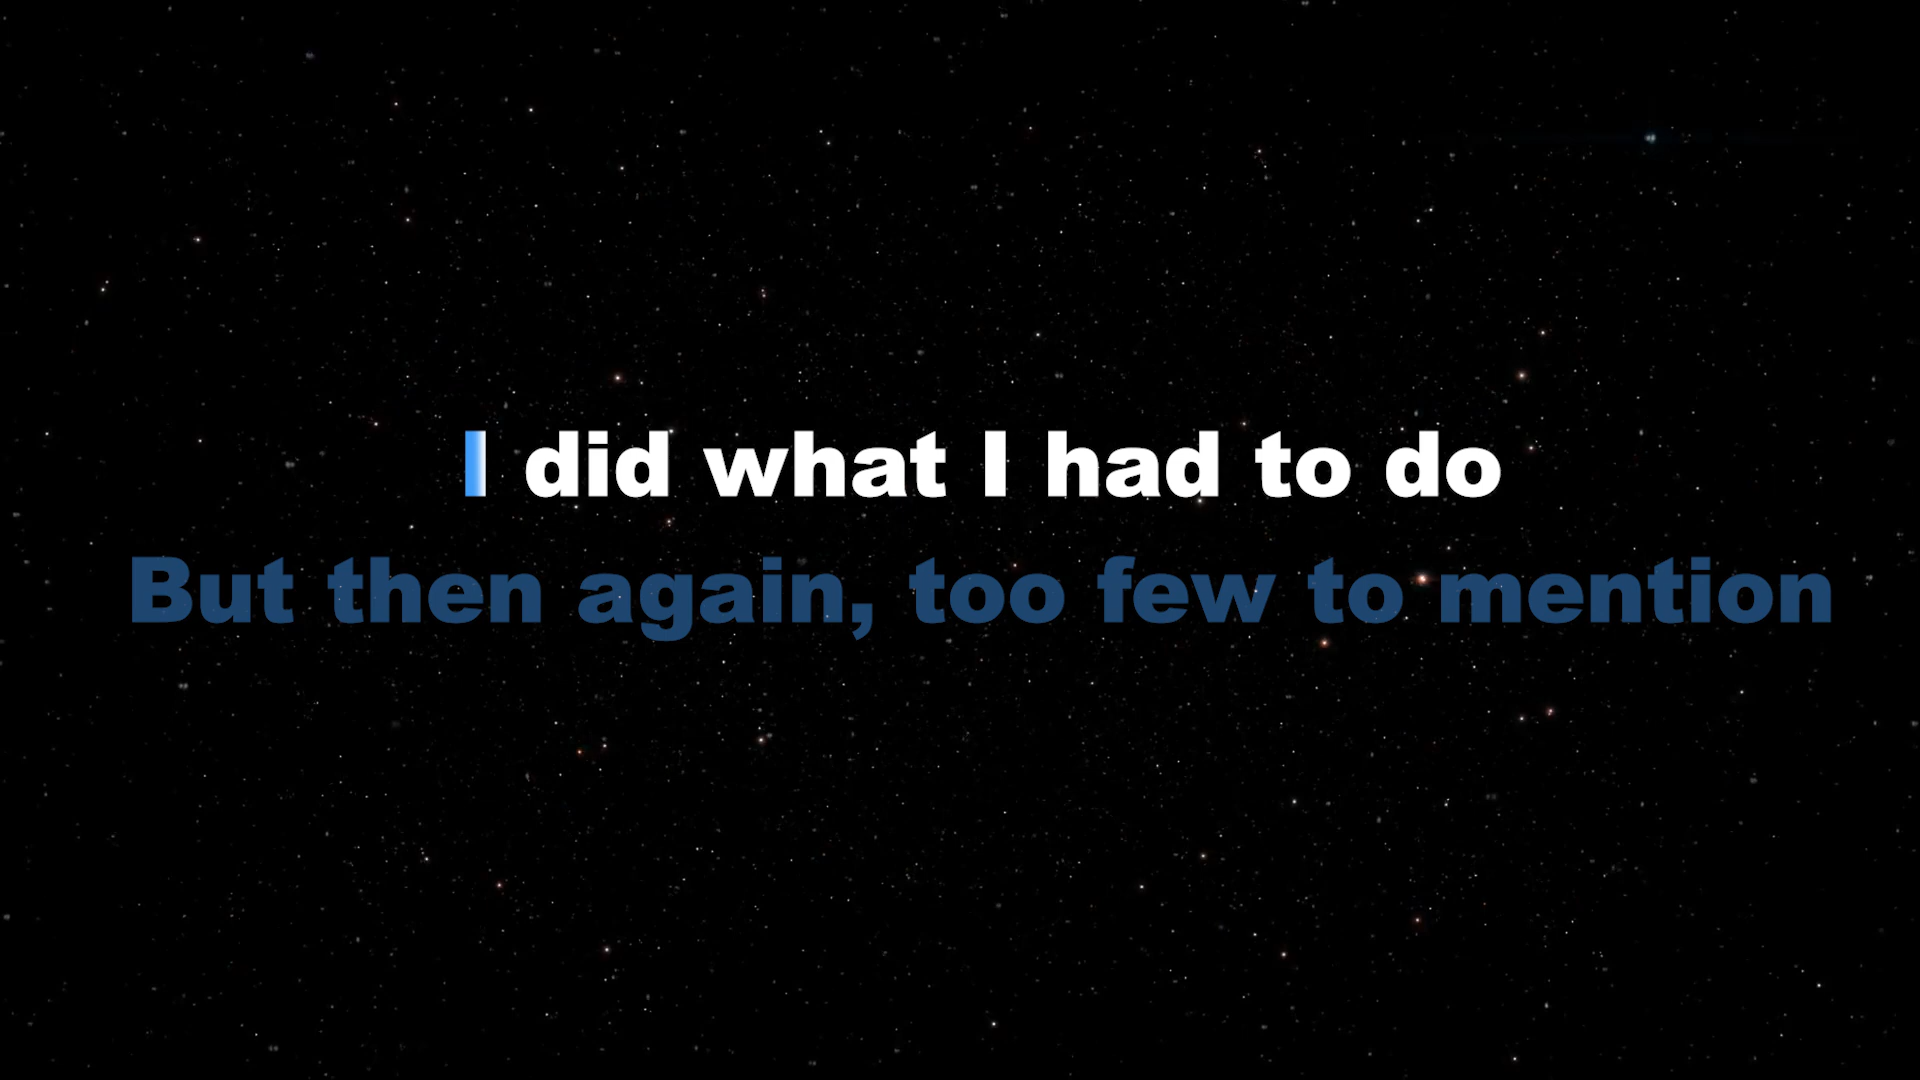 I did what I had to do
But then again, too few to mention